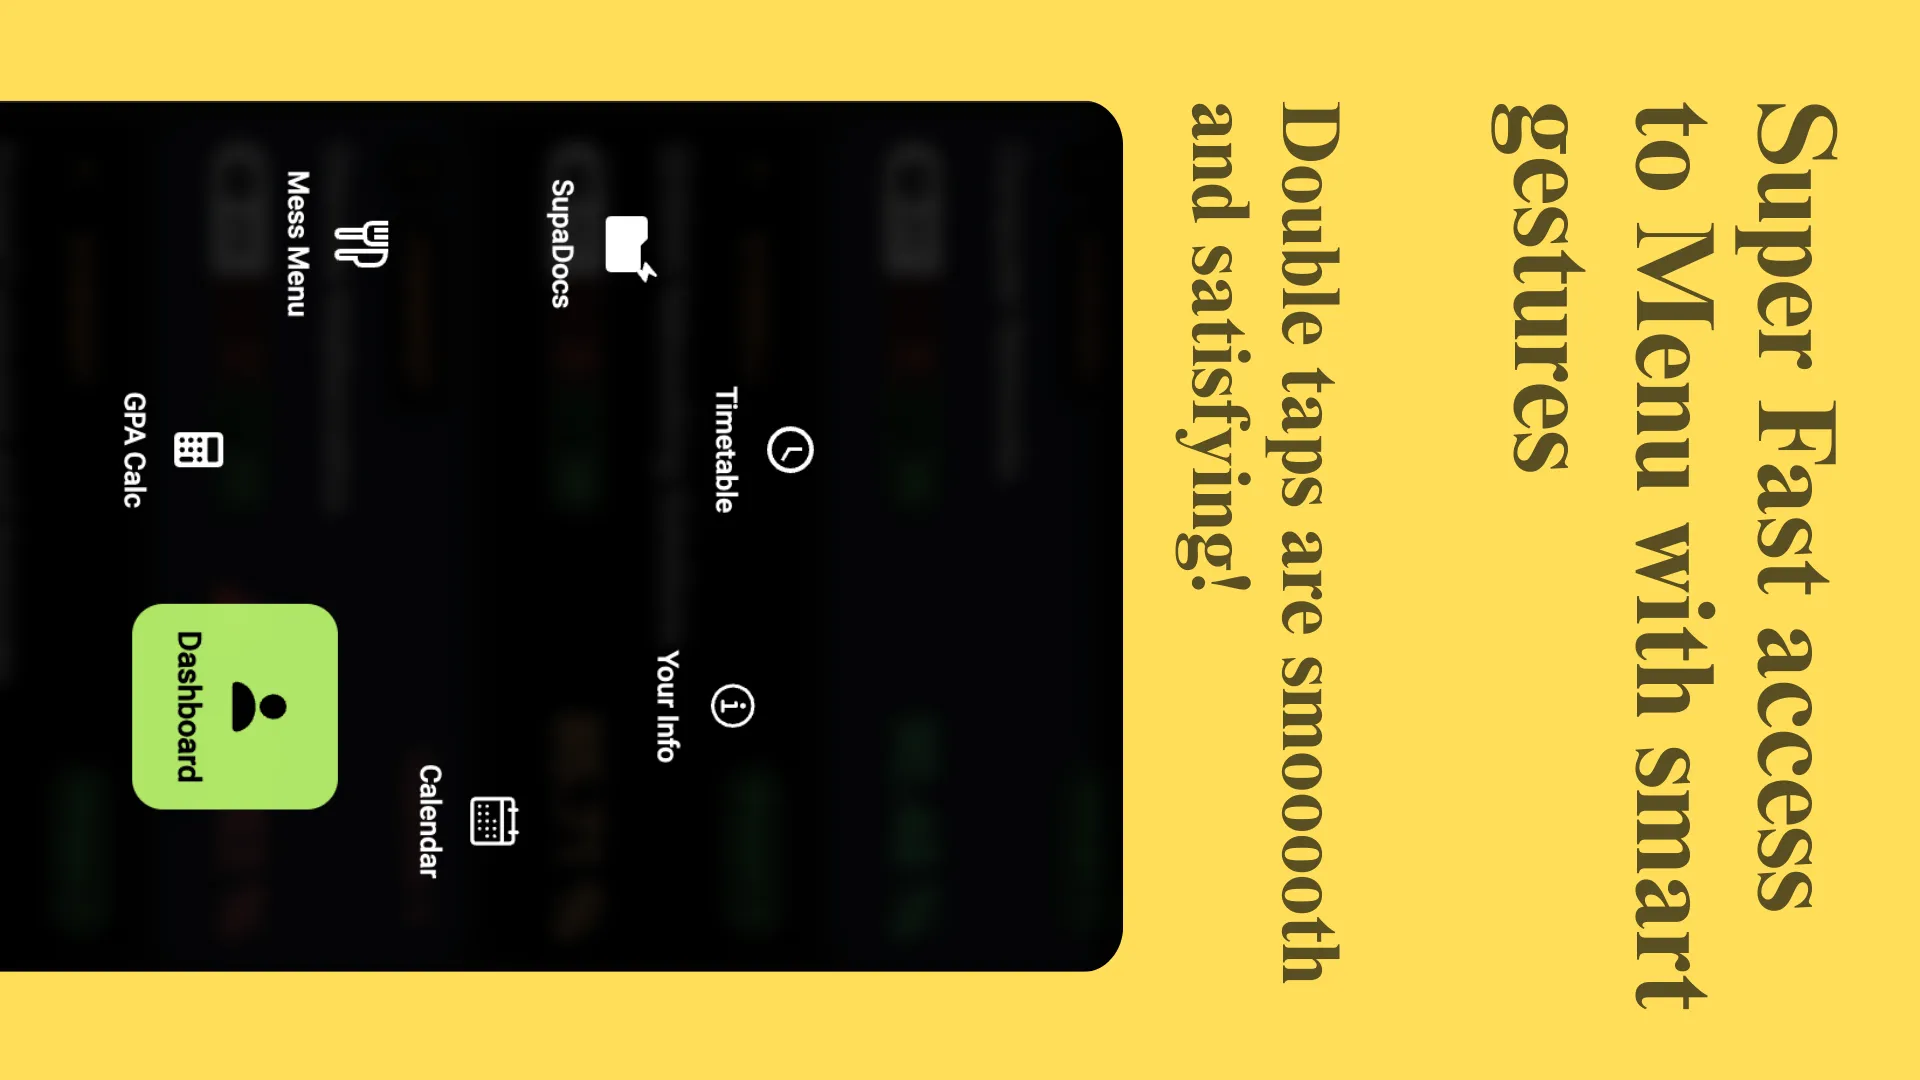 Super Fast access
to Menu with smart
gestures
Double taps are smooooooth
and satisfying!
Timetable
Your Info
SupaDocs
Calendar
Mess Menu
Dashboard
GPA Calc